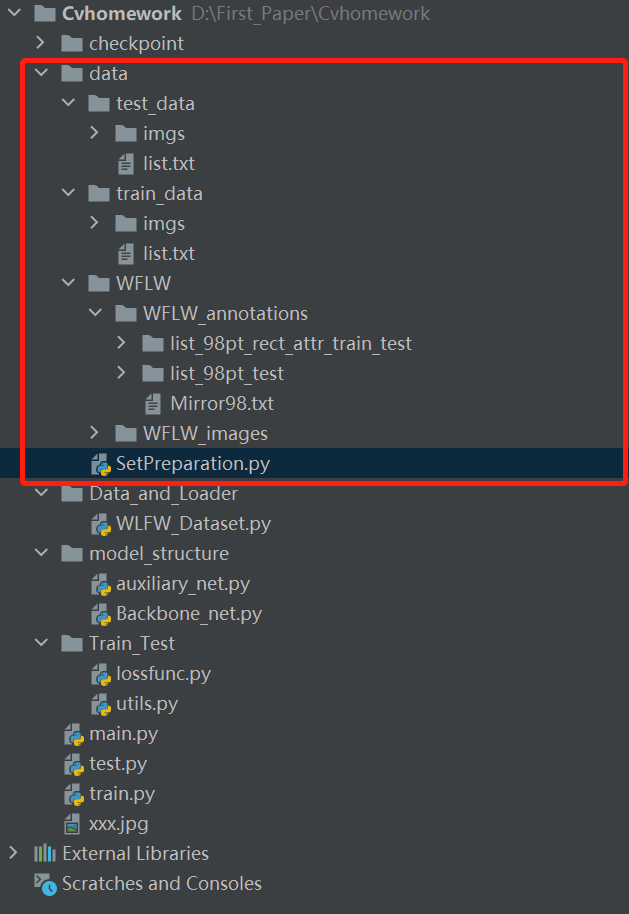 Cvhomework D:\First_Paper\Cvhomework
checkpoint
data
test_data
imgs
list.txt
train_data
imgs
list.txt
WFLW
WFLW_annotations
list_98pt_rect_attr_train_test
list_98pt_test
Mirror98.txt
WFLW_images
SetPreparation.py
Data_and_Loader
WLFW_Dataset.py
model_structure
auxiliary_net.py
Backbone_net.py
Train_Test
lossfunc.py
utils.py
main.py
test.py
train.py
xxx.jpg
External Libraries
Scratches and Consoles